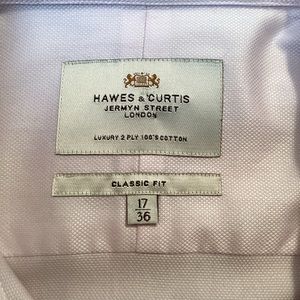 HAWES & CURTIS
JERMYN STREET
LONDON
LUXURY 2 PLY 100'S COTTON
CLASSIC FIT
17
36